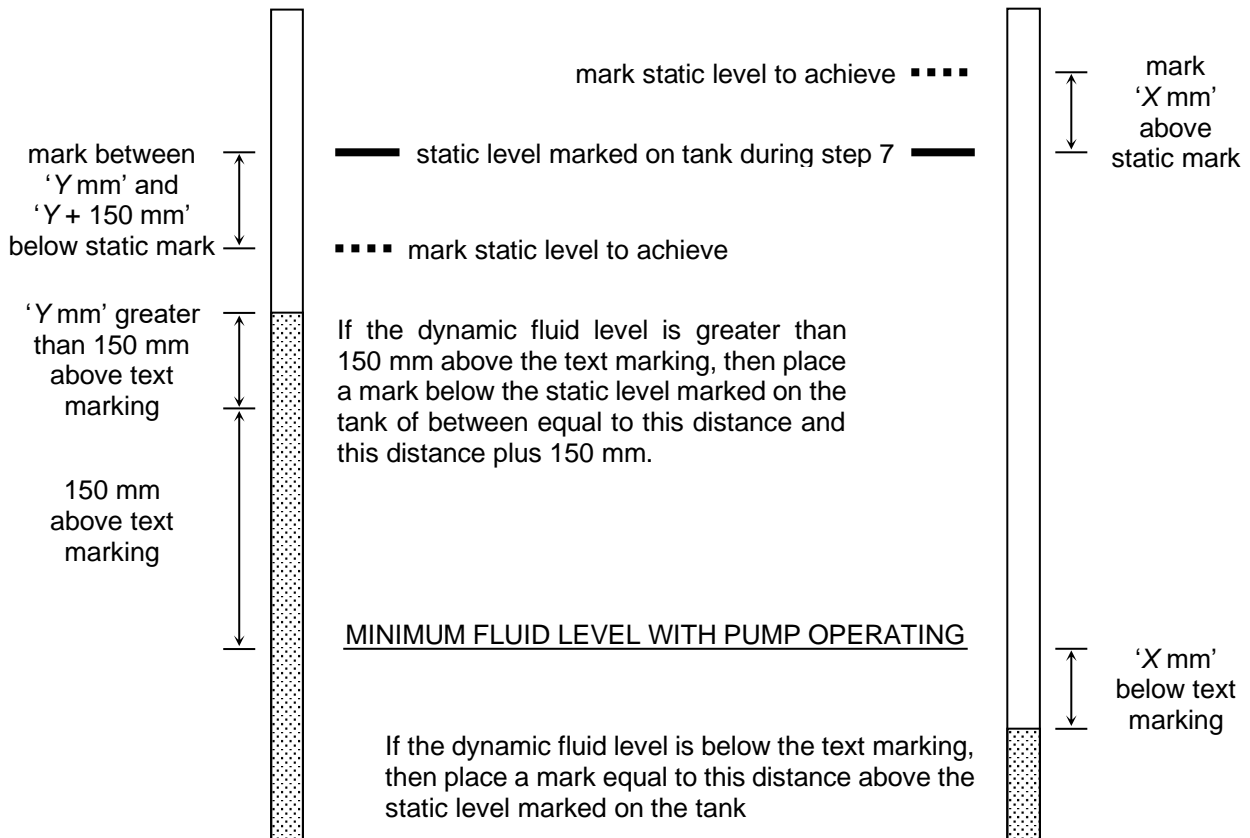 mark static level to achieve
mark
‘X mm’
above
static mark
mark between
‘Y mm’ and
‘Y + 150 mm’
below static mark
static level marked on tank during step 7
mark static level to achieve
‘Y mm’ greater
than 150 mm
above text
marking
If the dynamic fluid level is greater than
150 mm above the text marking, then place
a mark below the static level marked on the
tank of between equal to this distance and
this distance plus 150 mm.
150 mm
above text
marking
MINIMUM FLUID LEVEL WITH PUMP OPERATING
‘X mm’
below text
marking
If the dynamic fluid level is below the text marking,
then place a mark equal to this distance above the
static level marked on the tank